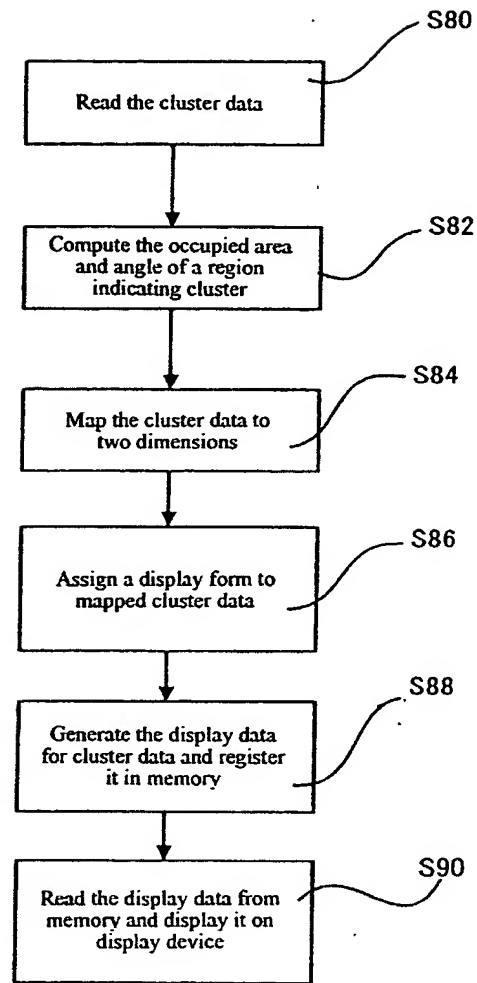 S80
Read the cluster data
S82
Compute the occupied area
and angle of a region
indicating cluster
S84
Map the cluster data to
two dimensions
S86
Assign a display form to
mapped cluster data
S88
Generate the display data
for cluster data and register
it in memory
S90
Read the display data from
memory and display it on
display device